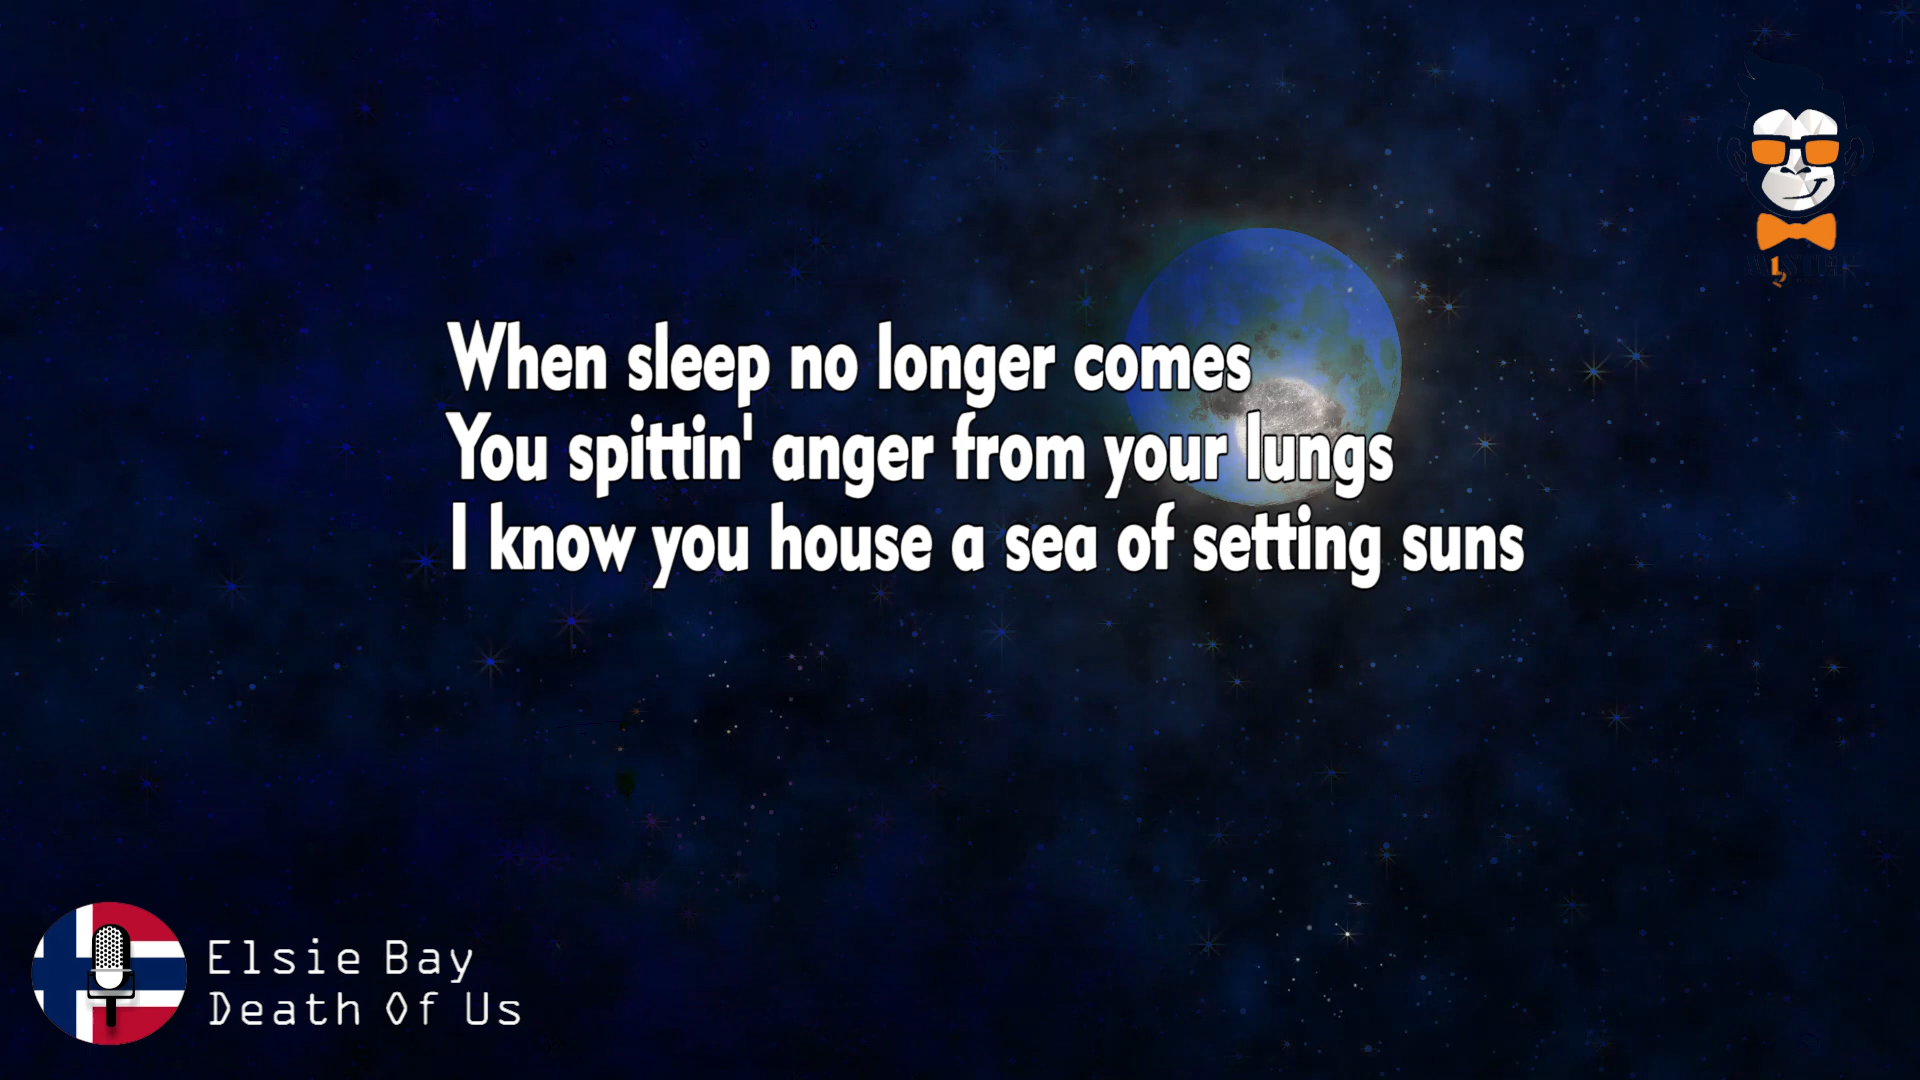 When sleep no longer comes
You spittin' anger from your lungs
I know you house a sea of setting suns
Elsie Bay
Death Of Us